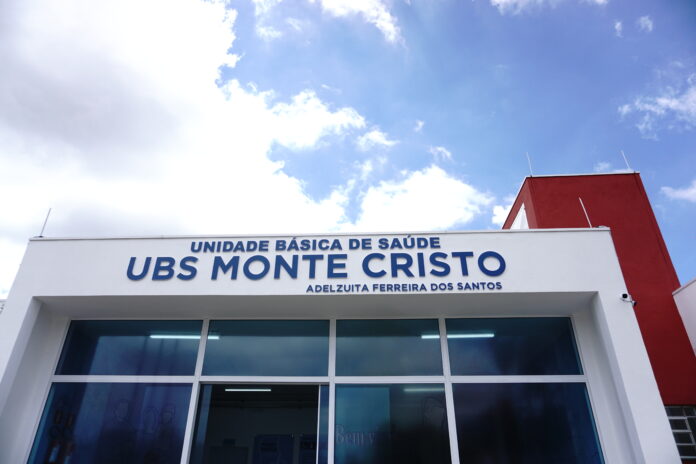 UNIDADE BÁSICA DE SAÚDE
UBS MONTE CRISTO
ADELZUITA FERREIRA DOS SANTOS